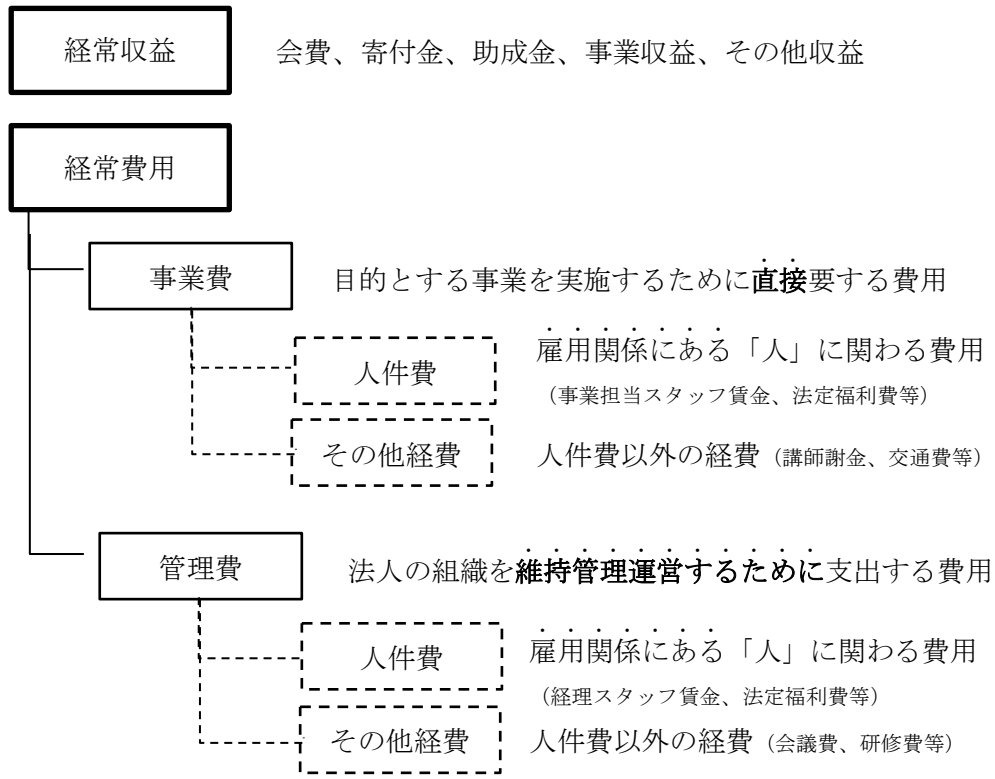 経常収益 会費、寄付金、助成金、事業収益、その他収益
経常費用
事業費 目的とする事業を実施するために直接要する費用
人件費 雇用関係にある「人」に関わる費用
（事業担当スタッフ賃金、法定福利費等）
その他経費 人件費以外の経費（講師謝金、交通費等）
管理費 法人の組織を維持管理運営するために支出する費用
人件費 雇用関係にある「人」に関わる費用
（経理スタッフ賃金、法定福利費等）
その他経費 人件費以外の経費（会議費、研修費等）